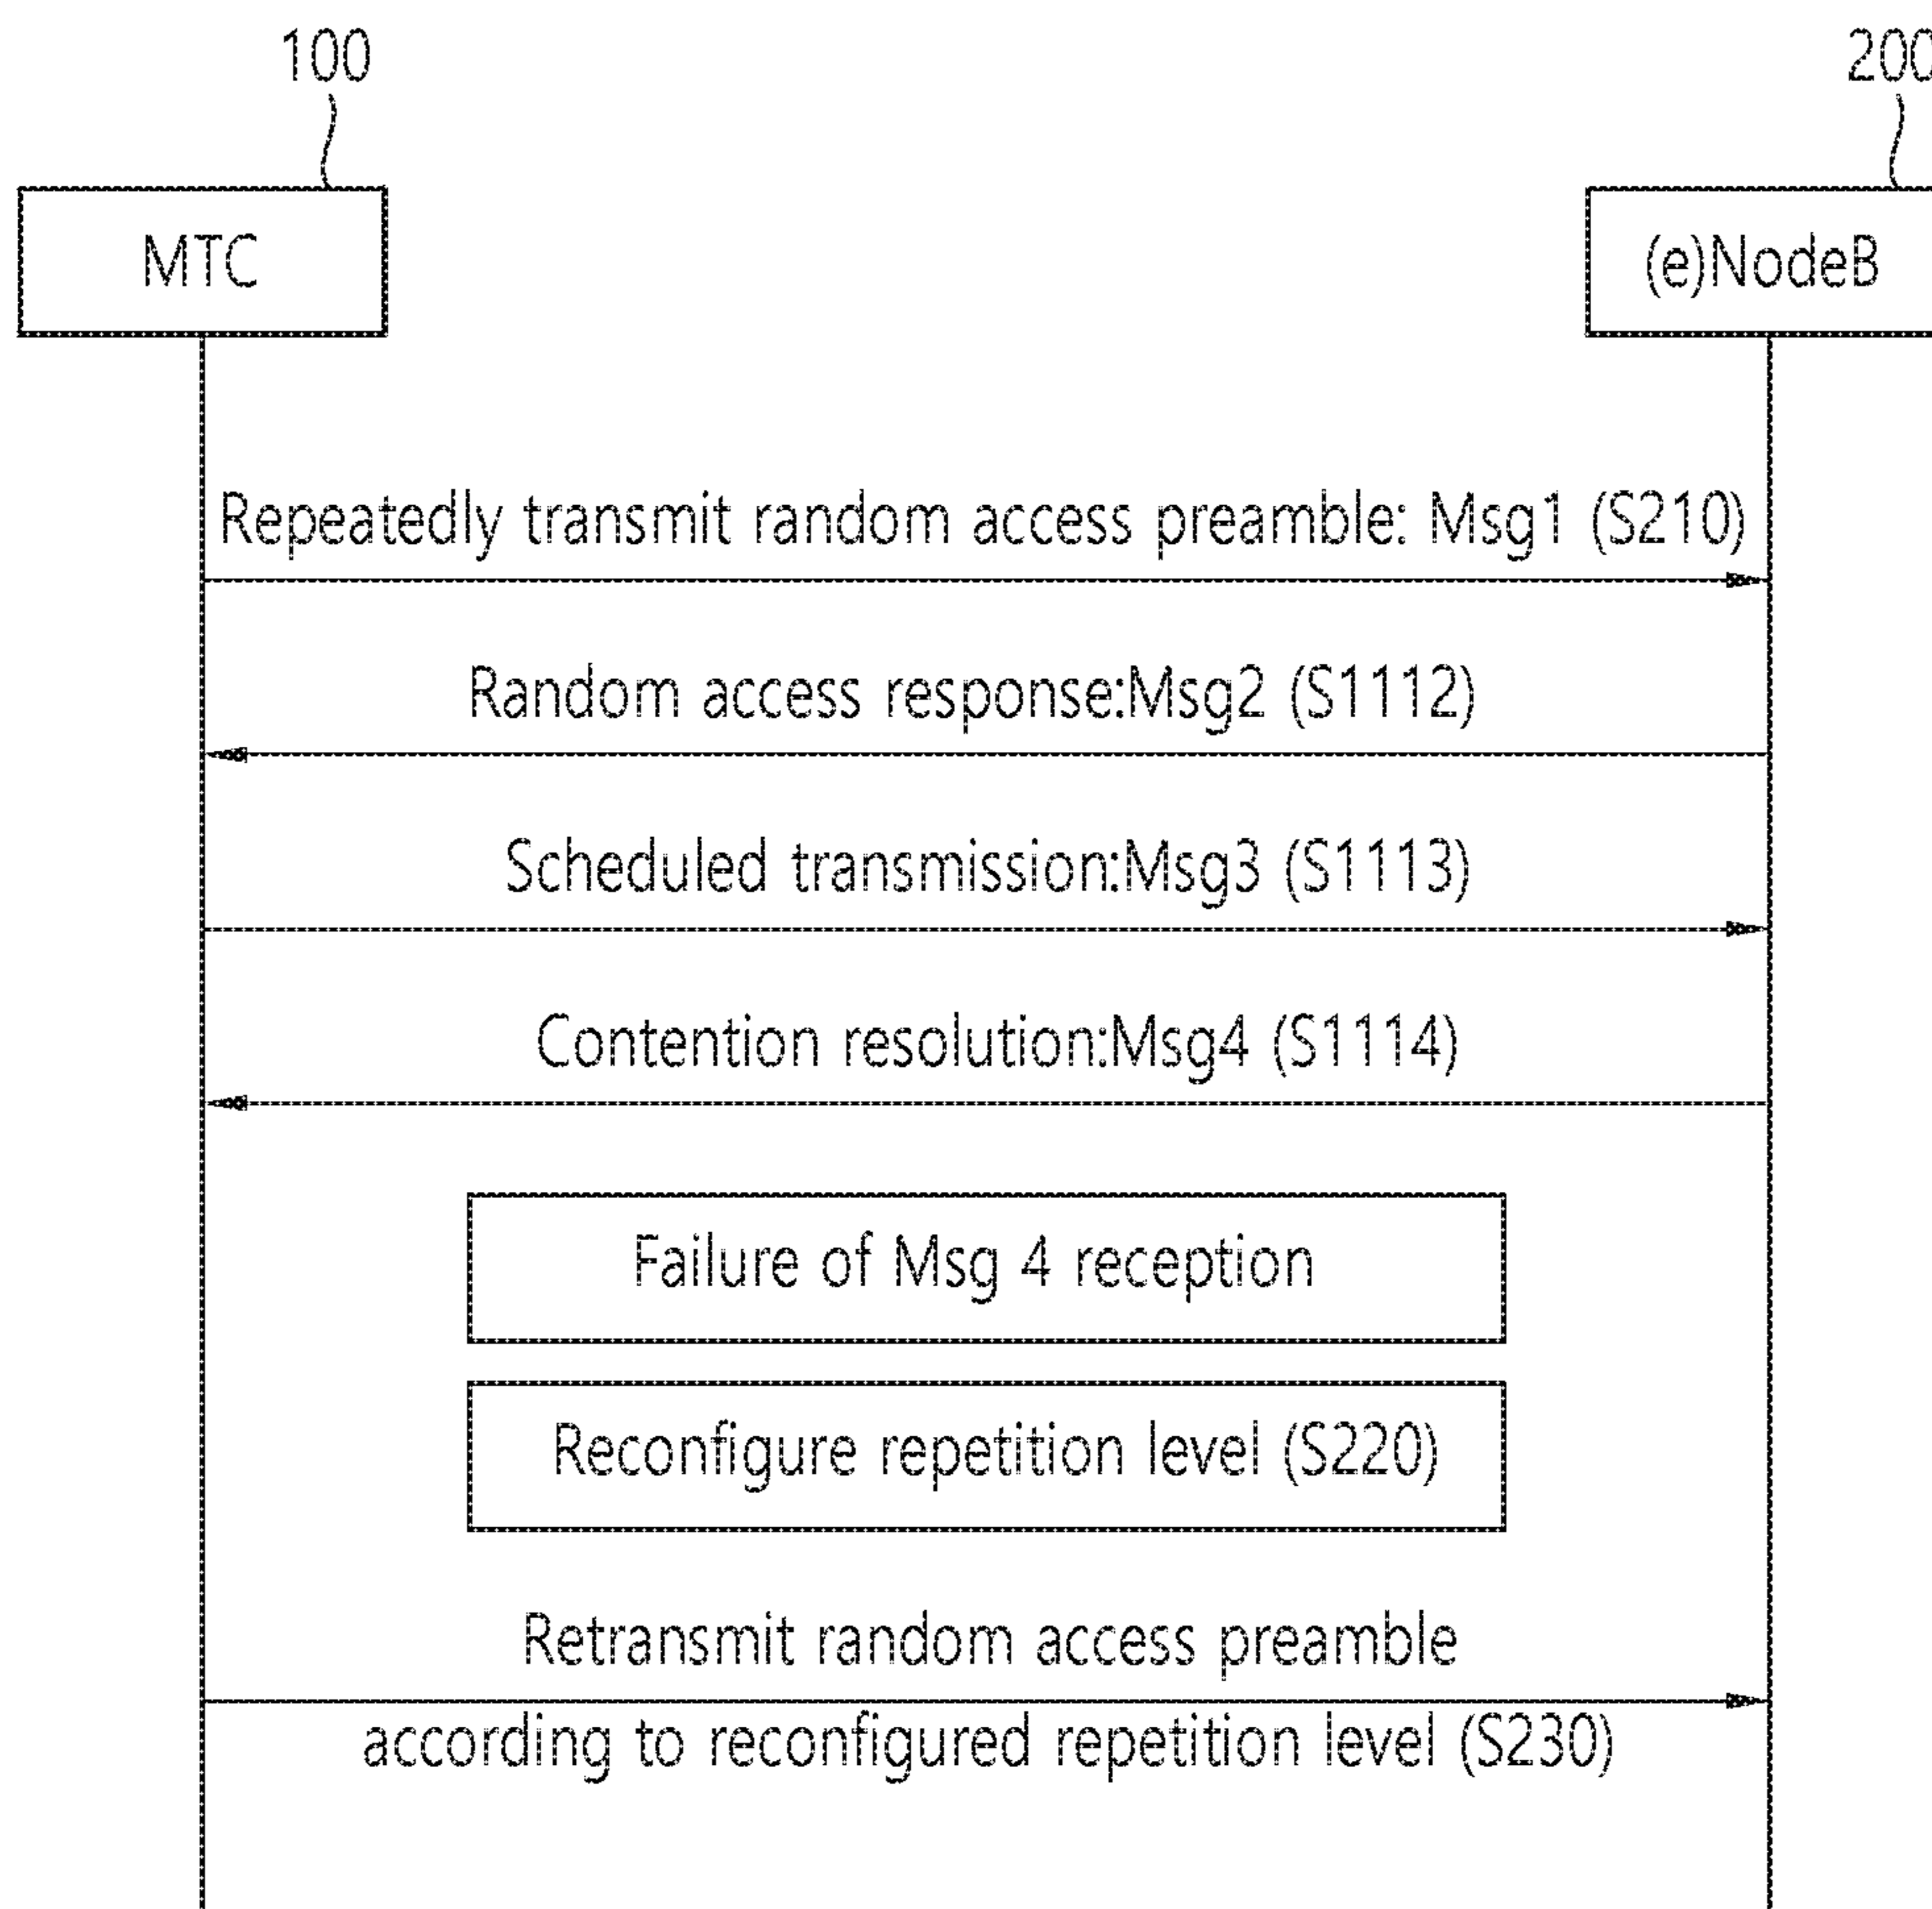 100
200
MTC
(e)NodeB
Repeatedly transmit random access preamble: Msg1 (S210)
Random access response:Msg2 (S1112)
Scheduled transmission:Msg3 (S1113)
Contention resolution:Msg4 (S1114)
Failure of Msg 4 reception
Reconfigure repetition level (S220)
Retransmit random access preamble
according to reconfigured repetition level (S230)